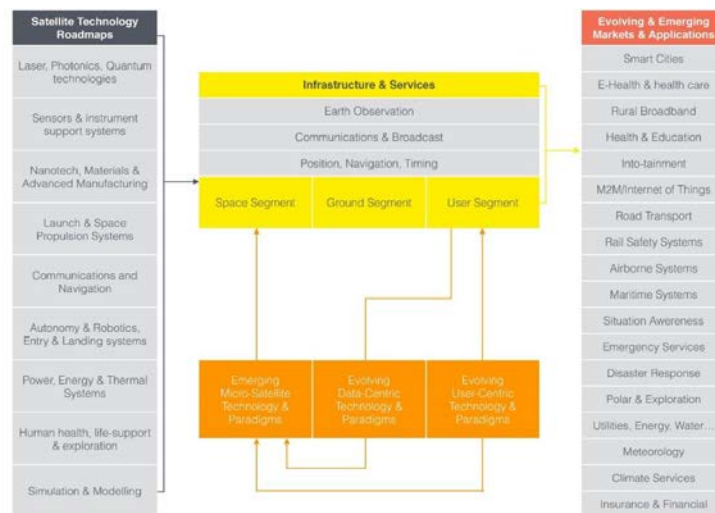 Satellite Technology
Roadmaps
Laser, Photonics, Quantum
technologies
Sensors & instrument
support systems
Nanotech, Materials &
Advanced Manufacturing
Launch & Space
Propulsion Systems
Communications and
Navigation
Autonomy & Robotics,
Entry & Landing systems
Power, Energy & Thermal
Systems
Human health, life-support
& exploration
Simulation & Modelling
Infrastructure & Services
Earth Observation
Communications & Broadcast
Position, Navigation, Timing
Space Segment
Ground Segment
User Segment
Emerging
Micro-Satellite
Technology &
Paradigms
Evolving
Data-Centric
Technology &
Paradigms
Evolving
User-Centric
Technology &
Paradigms
Evolving & Emerging
Markets & Applications
Smart Cities
E-Health & health care
Rural Broadband
Health & Education
Into-tainment
M2M/Internet of Things
Road Transport
Rail Safety Systems
Airborne Systems
Maritime Systems
Situation Awereness
Emergency Services
Disaster Response
Polar & Exploration
Utilities, Energy, Water...
Meteorology
Climate Services
Insurance & Financial